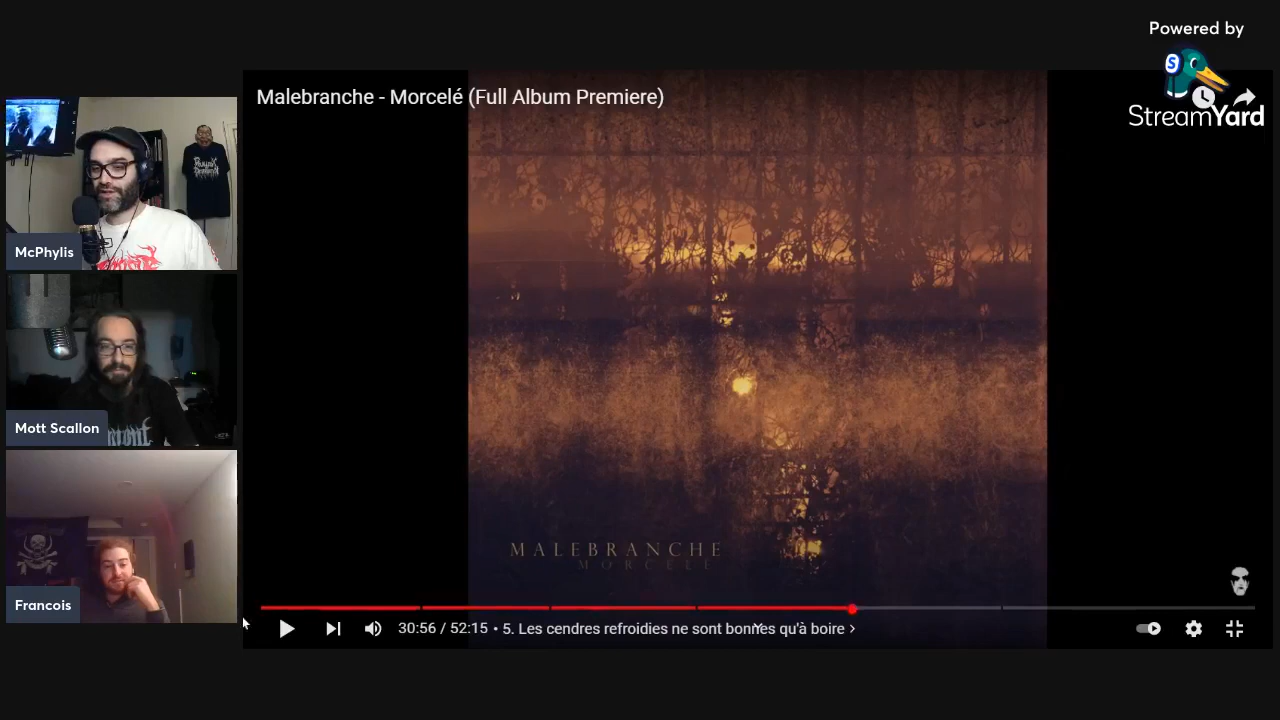 Powered by
S
StreamYard
Malebranche - Morcelé (Full Album Premiere)
McPhylis
Mott Scallon
Francois
MALEBRANCHE
MORCELÉ
30:56 / 52:15 • 5. Les cendres refroidies ne sont bonnes qu'à boire